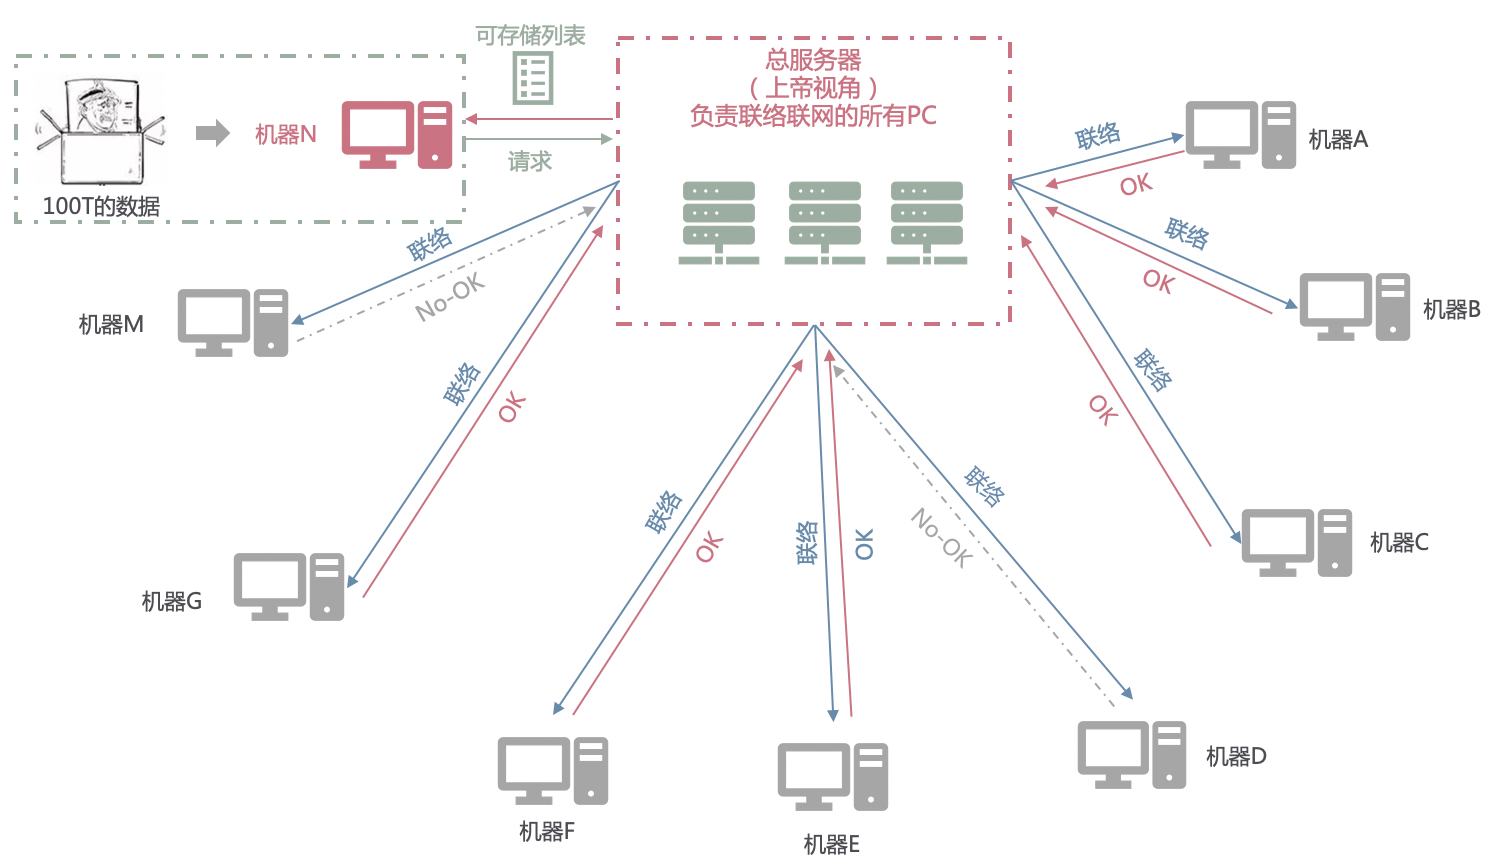 可存储列表
总服务器
（上帝视角）
负责联络联网的所有PC
机器N
请求
100T的数据
联络
OK
机器A
联络
OK
机器B
联络
OK
机器C
联络
No-OK
机器M
联络
OK
机器G
联络
OK
机器F
联络
OK
机器E
联络
No-OK
机器D